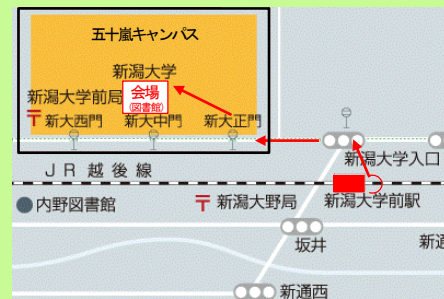 五十嵐キャンパス
新潟大学
会場
(図書館)
新潟大学前局
〒
新大西門
新大中門
新大正門
新潟大学入口
JR越後線
内野図書館
〒 新潟大野局
新潟大学前駅
坂井
新通
新通西